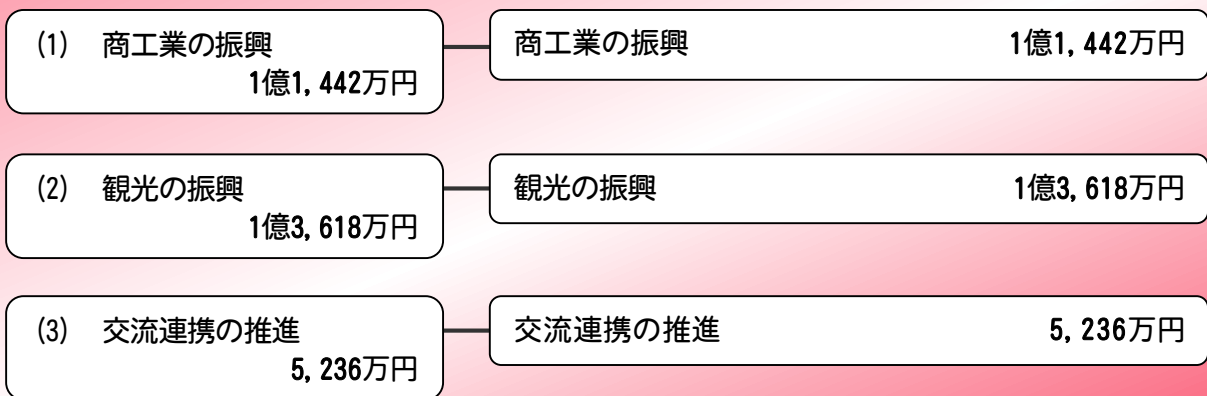 (1) 商工業の振興
1億1,442万円
商工業の振興 1億1,442万円
(2) 観光の振興
1億3,618万円
観光の振興 1億3,618万円
(3) 交流連携の推進
5,236万円
交流連携の推進 5,236万円